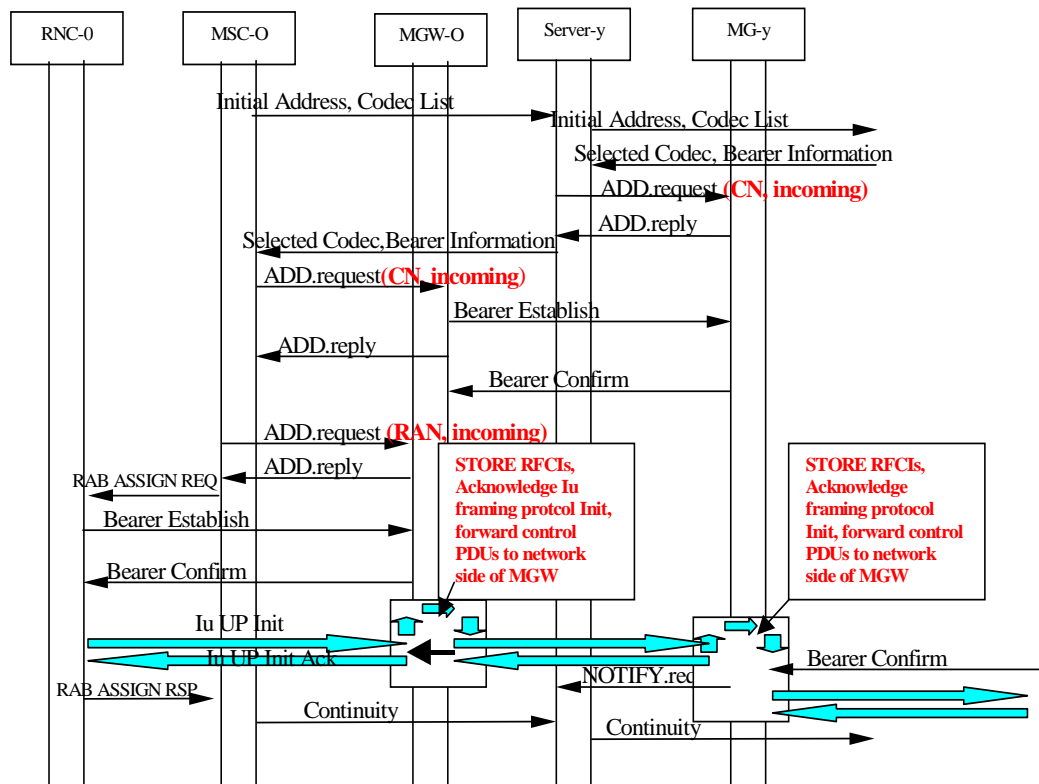 RNC-0
MSC-O
MGW-O
Server-y
MG-y
Initial Address, Codec List
Initial Address, Codec List
Selected Codec, Bearer Information
ADD.request (CN, incoming)
ADD.reply
Selected Codec,Bearer Information
ADD.request(CN, incoming)
Bearer Establish
ADD.reply
Bearer Confirm
ADD.request (RAN, incoming)
ADD.reply
RAB ASSIGN REQ
STORE RFCIs,
Acknowledge Iu
framing protcol Init,
forward control
PDUs to network
side of MGW
STORE RFCIs,
Acknowledge
framing protocol
Init, forward control
PDUs to network
side of MGW
Bearer Establish
Bearer Confirm
Iu UP Init
Iu UP Init Ack
Bearer Confirm
RAB ASSIGN RSP
NOTIFY.req
Continuity
Continuity